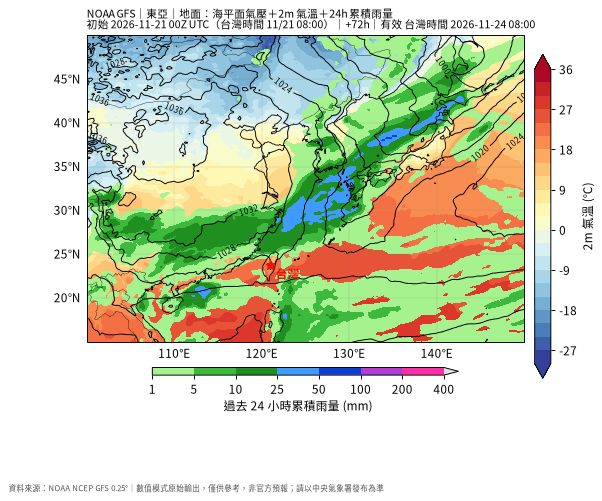 NOAA GFS｜東亞｜地面：海平面氣壓＋2m 氣溫＋24h 累積雨量
初始 2026-11-21 00Z UTC（台灣時間 11/21 08:00）｜+72h｜有效 台灣時間 2026-11-24 08:00
45°N
40°N
35°N
30°N
25°N
20°N
110°E 120°E 130°E 140°E
1028
1036
1036
1024
1032
1028
1020
1024
台灣
36
27
18
9
0
-9
-18
-27
2m 氣溫 (°C)
1 5 10 25 50 100 200 400
過去 24 小時累積雨量 (mm)
資料來源：NOAA NCEP GFS 0.25°｜數值模式原始輸出，僅供參考，非官方預報；請以中央氣象署發布為準